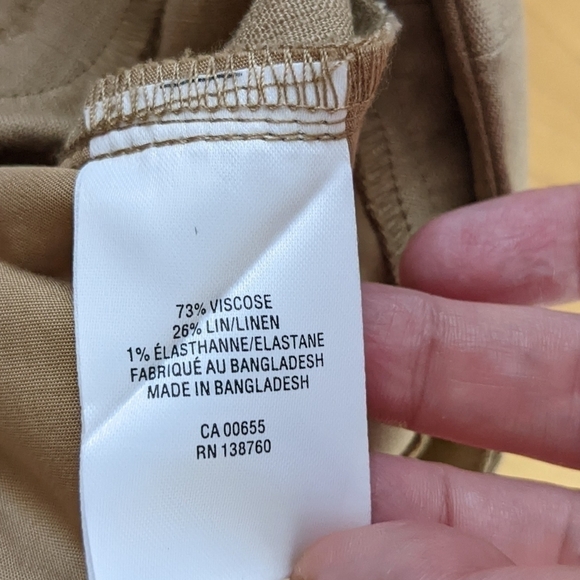 73% VISCOSE
26% LIN/LINEN
1% ÉLASTHANNE/ELASTANE
FABRIQUÉ AU BANGLADESH
MADE IN BANGLADESH
CA 00655
RN 138760